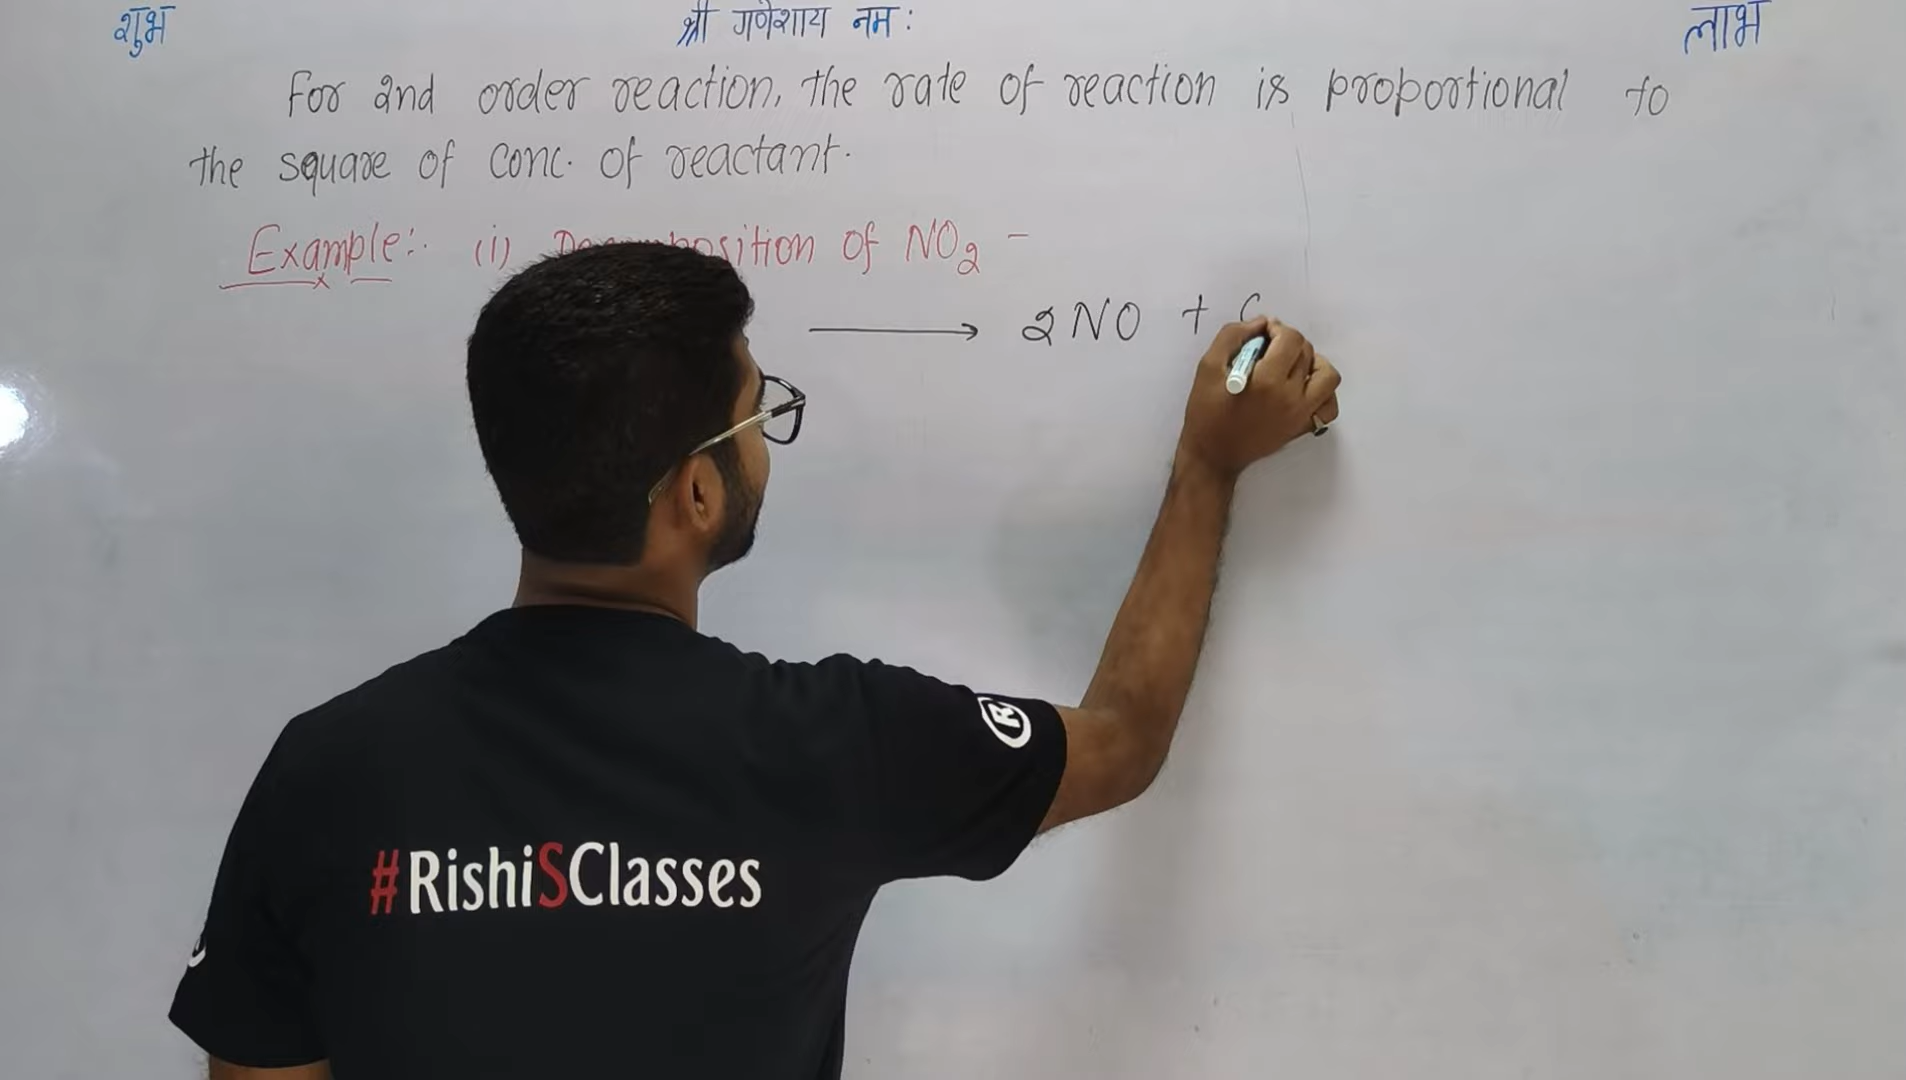 शुभ श्री गणेशाय नम: लाभ
For 2nd order reaction, the rate of reaction is proportional to
the square of conc. of reactant.
Example:. (i) Decomposition of NO₂ -
⟶ 2NO +
#RishiSClasses
R